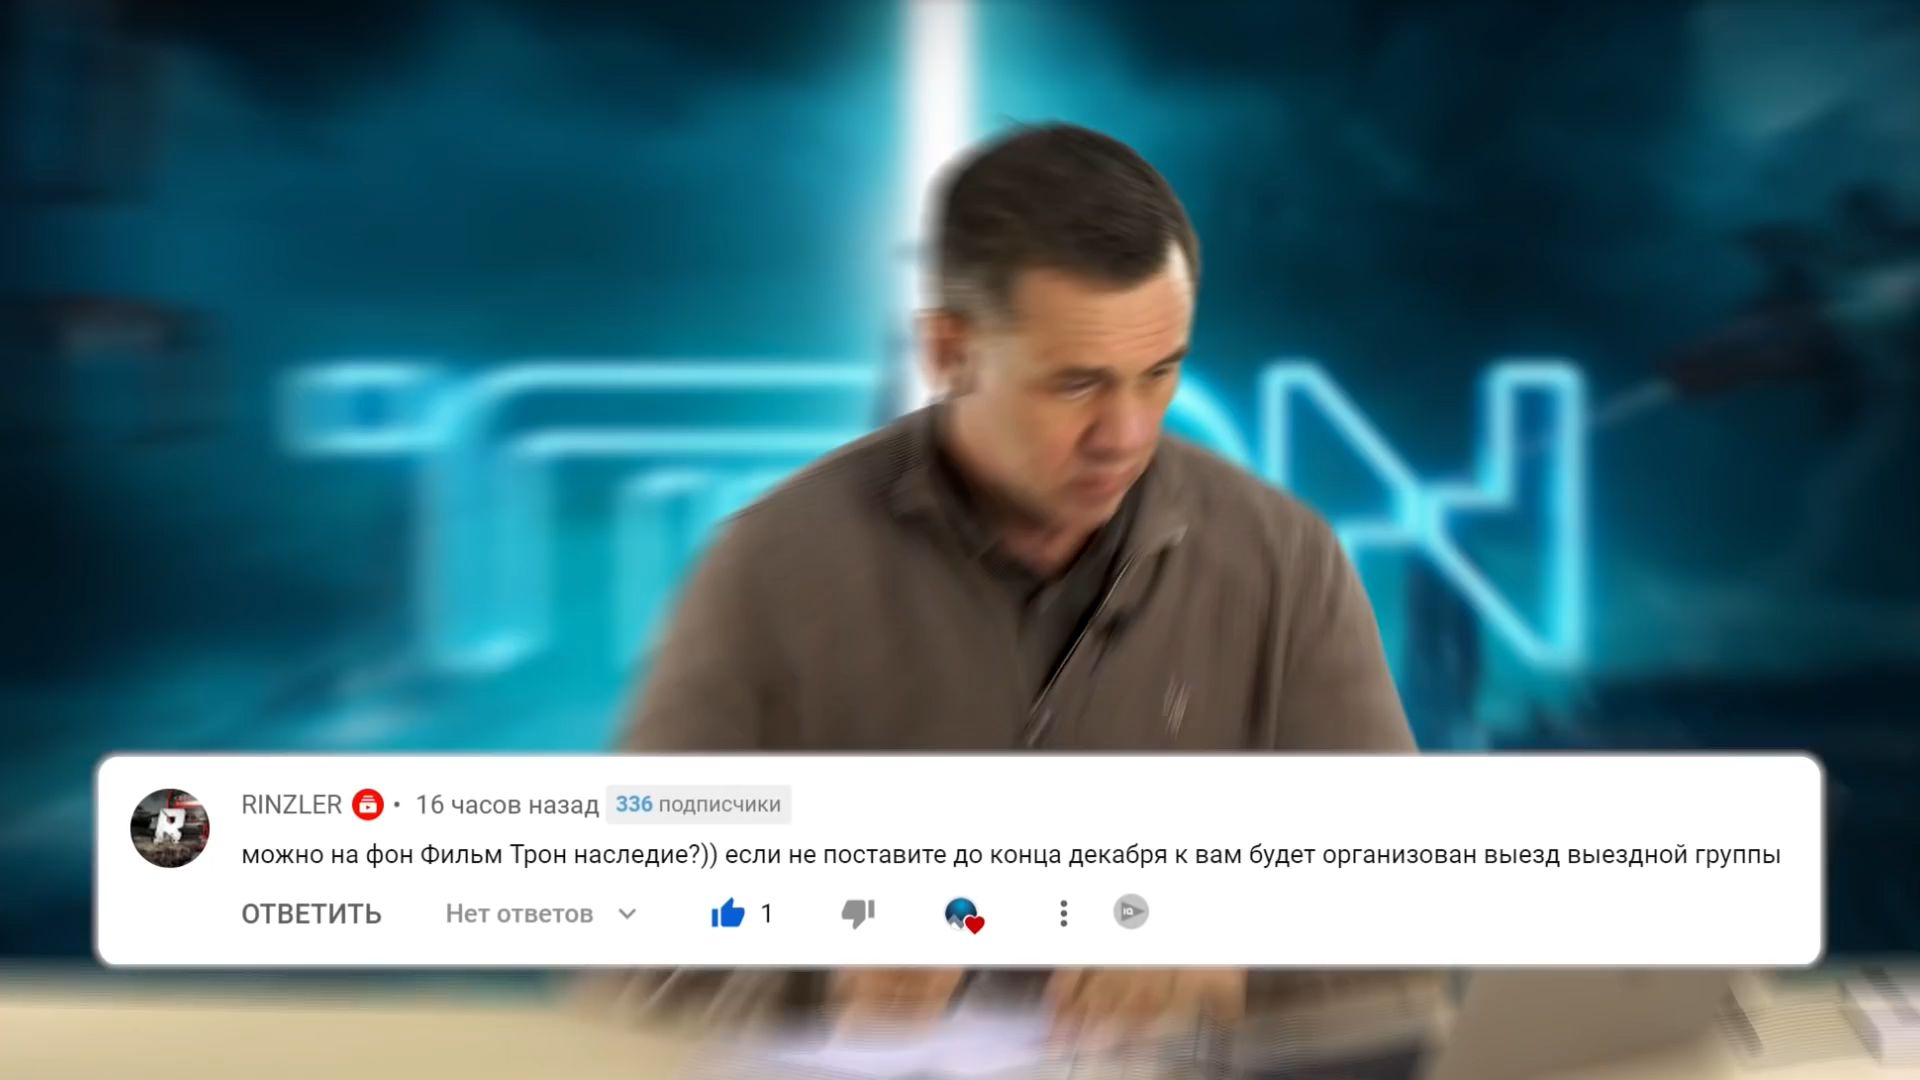 TRON
RINZLER • 16 часов назад 336 подписчики
можно на фон Фильм Трон наследие?)) если не поставите до конца декабря к вам будет организован выезд выездной группы
ОТВЕТИТЬ Нет ответов 1